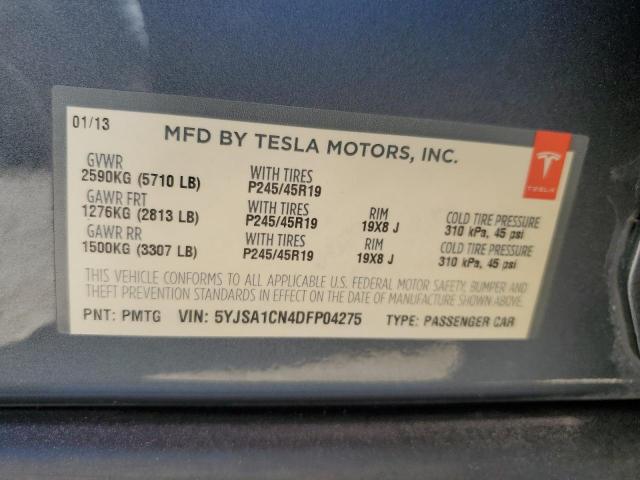 01/13
MFD BY TESLA MOTORS, INC.
GVWR WITH TIRES
2590KG (5710 LB) P245/45R19
GAWR FRT WITH TIRES RIM COLD TIRE PRESSURE
1276KG (2813 LB) P245/45R19 19X8 J 310 kPa, 45 psi
GAWR RR WITH TIRES RIM COLD TIRE PRESSURE
1500KG (3307 LB) P245/45R19 19X8 J 310 kPa, 45 psi
THIS VEHICLE CONFORMS TO ALL APPLICABLE U.S. FEDERAL MOTOR SAFETY, BUMPER AND
THEFT PREVENTION STANDARDS IN EFFECT ON THE DATE OF MANUFACTURE SHOWN ABOVE.
PNT: PMTG VIN: 5YJSA1CN4DFP04275 TYPE: PASSENGER CAR
TESLA